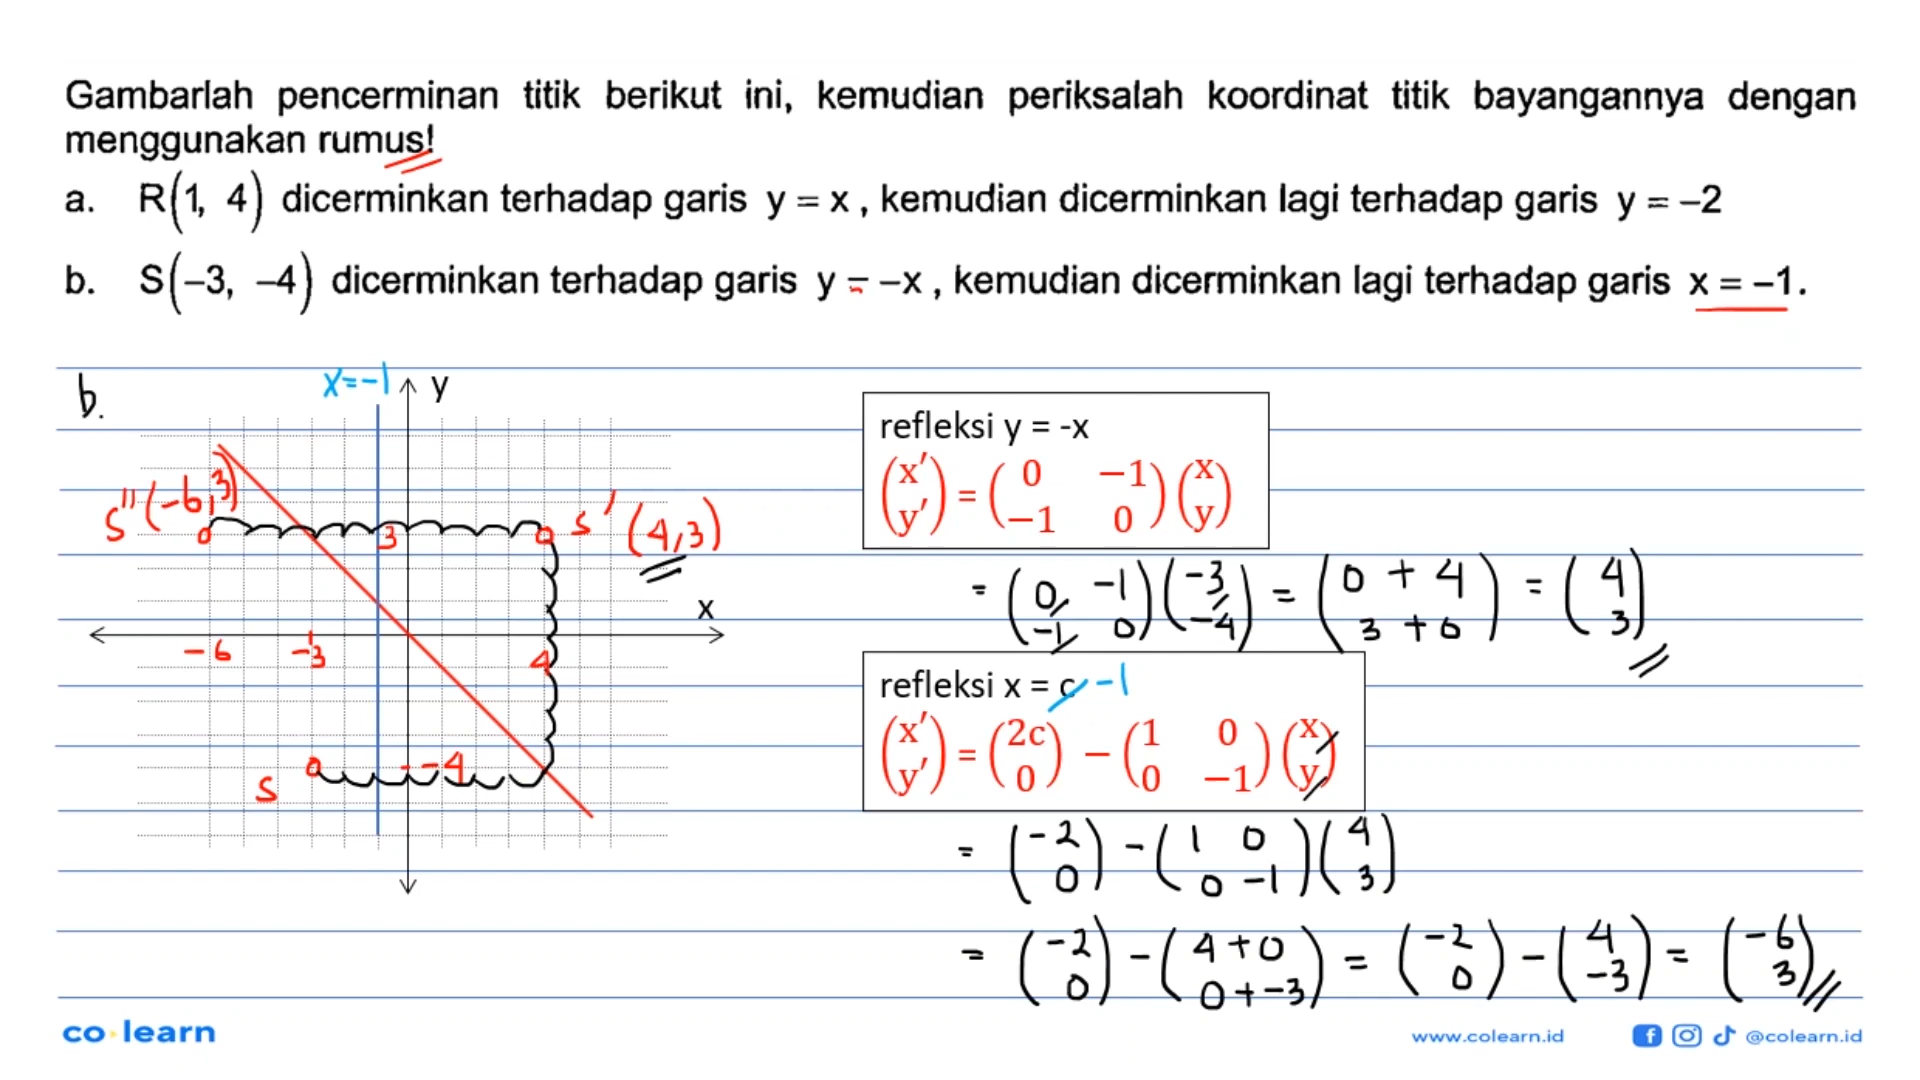 Gambarlah pencerminan titik berikut ini, kemudian periksalah koordinat titik bayangannya dengan
menggunakan rumus!
a. R(1, 4) dicerminkan terhadap garis y = x, kemudian dicerminkan lagi terhadap garis y = –2
b. S(–3, –4) dicerminkan terhadap garis y = –x, kemudian dicerminkan lagi terhadap garis x = –1.
b.
x=-1
y
S''(-6,3)
3
S'(4,3)
x
-6
-3
4
-4
S
refleksi y = -x
(x' y') = (0 −1 −1 0)(x y)
= (0 -1 -1 0)(-3 -4) = (0 + 4 3 + 0) = (4 3)
refleksi x = c -1
(x' y') = (2c 0) − (1 0 0 −1)(x y)
= (-2 0) - (1 0 0 -1)(4 3)
= (-2 0) - (4+0 0+-3) = (-2 0) - (4 -3) = (-6 3)
co learn
www.colearn.id
@colearn.id